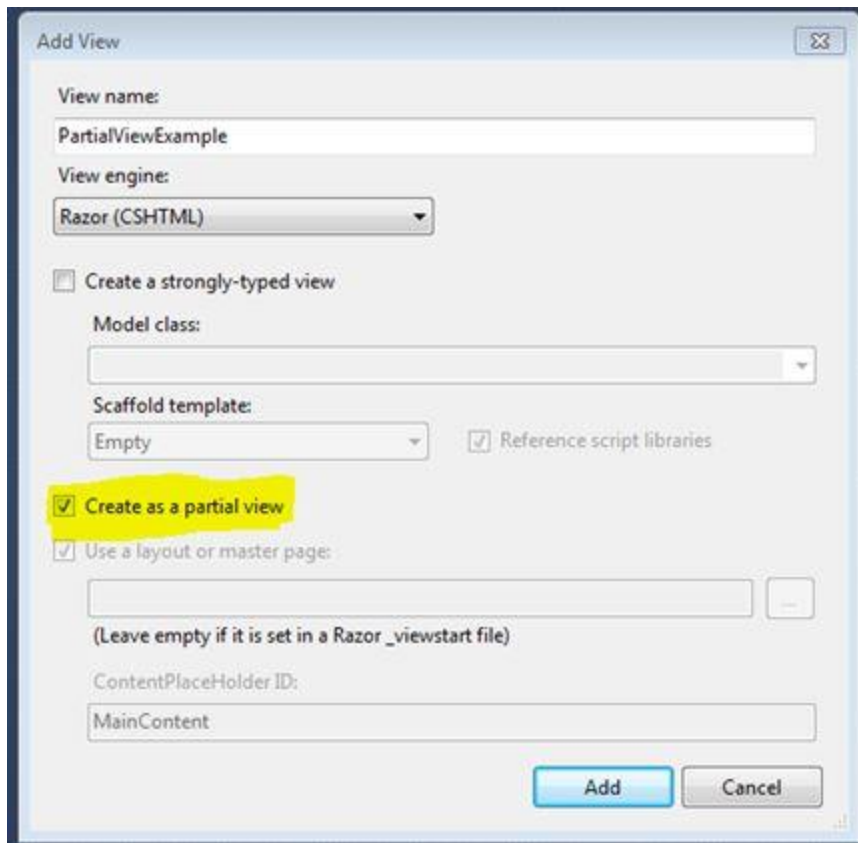 Add View
View name:
PartialViewExample
View engine:
Razor (CSHTML)
Create a strongly-typed view
Model class:
Scaffold template:
Empty
Reference script libraries
Create as a partial view
Use a layout or master page:
...
(Leave empty if it is set in a Razor _viewstart file)
ContentPlaceHolder ID:
MainContent
Add
Cancel